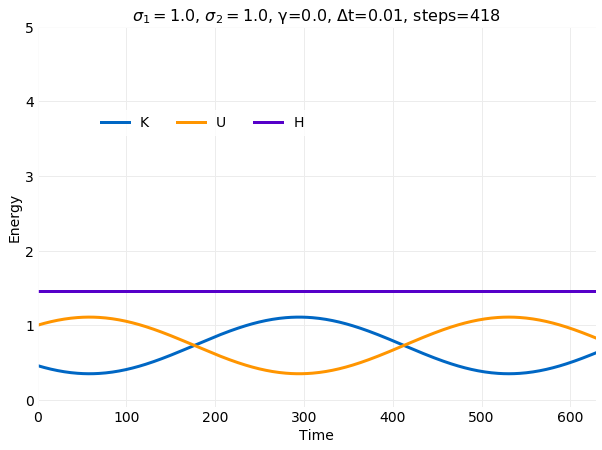 σ₁ = 1.0, σ₂ = 1.0, γ=0.0, Δt=0.01, steps=418
5
4
K U H
3
Energy
2
1
0
0 100 200 300 400 500 600
Time